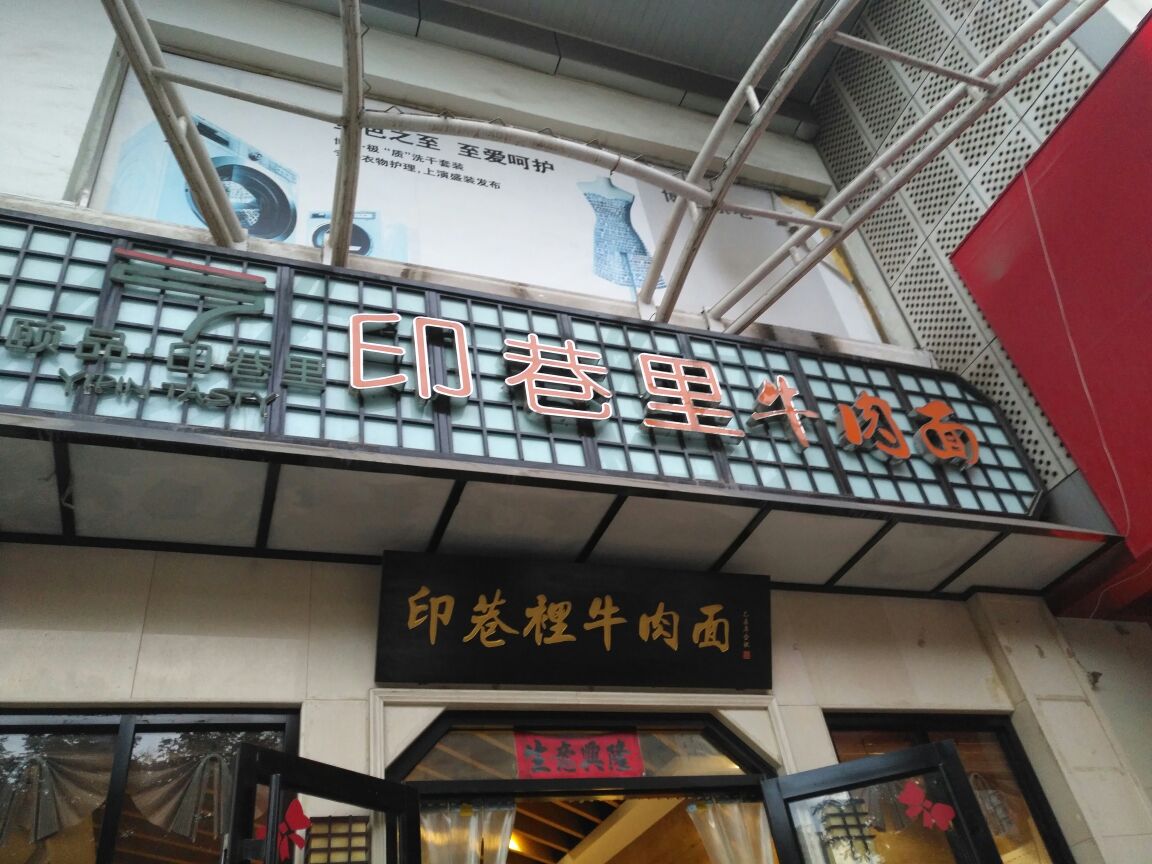 色之至 至爱呵护
极“质”洗干套装
衣物护理,上演盛装发布
颐品·印巷里
YIPIN TASTY
印巷里牛肉面
印巷裡牛肉面
生意興隆